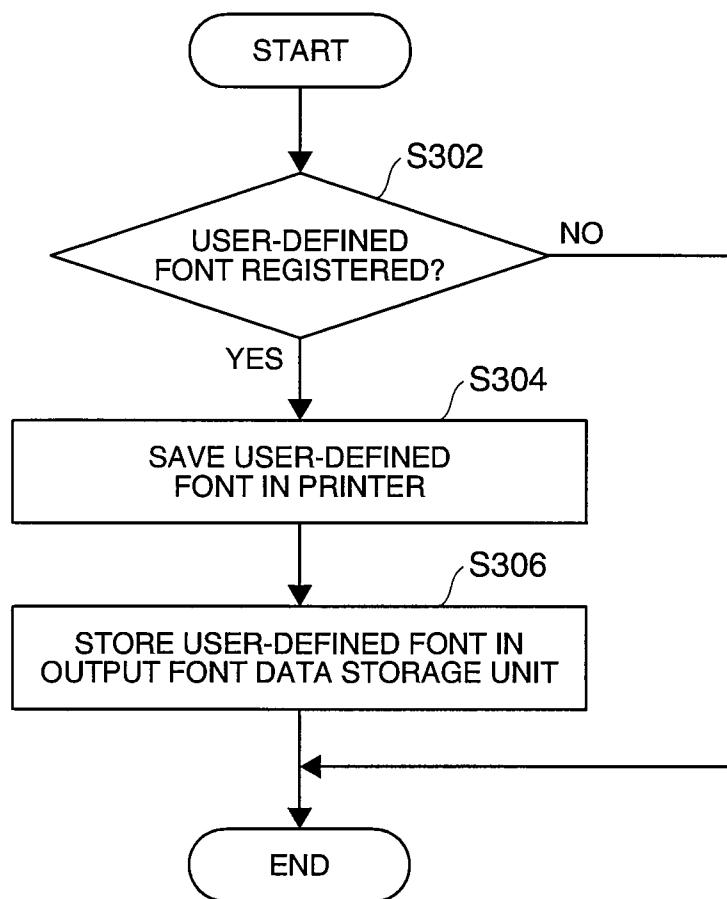 START
S302
USER-DEFINED
FONT REGISTERED?
NO
YES
S304
SAVE USER-DEFINED
FONT IN PRINTER
S306
STORE USER-DEFINED FONT IN
OUTPUT FONT DATA STORAGE UNIT
END